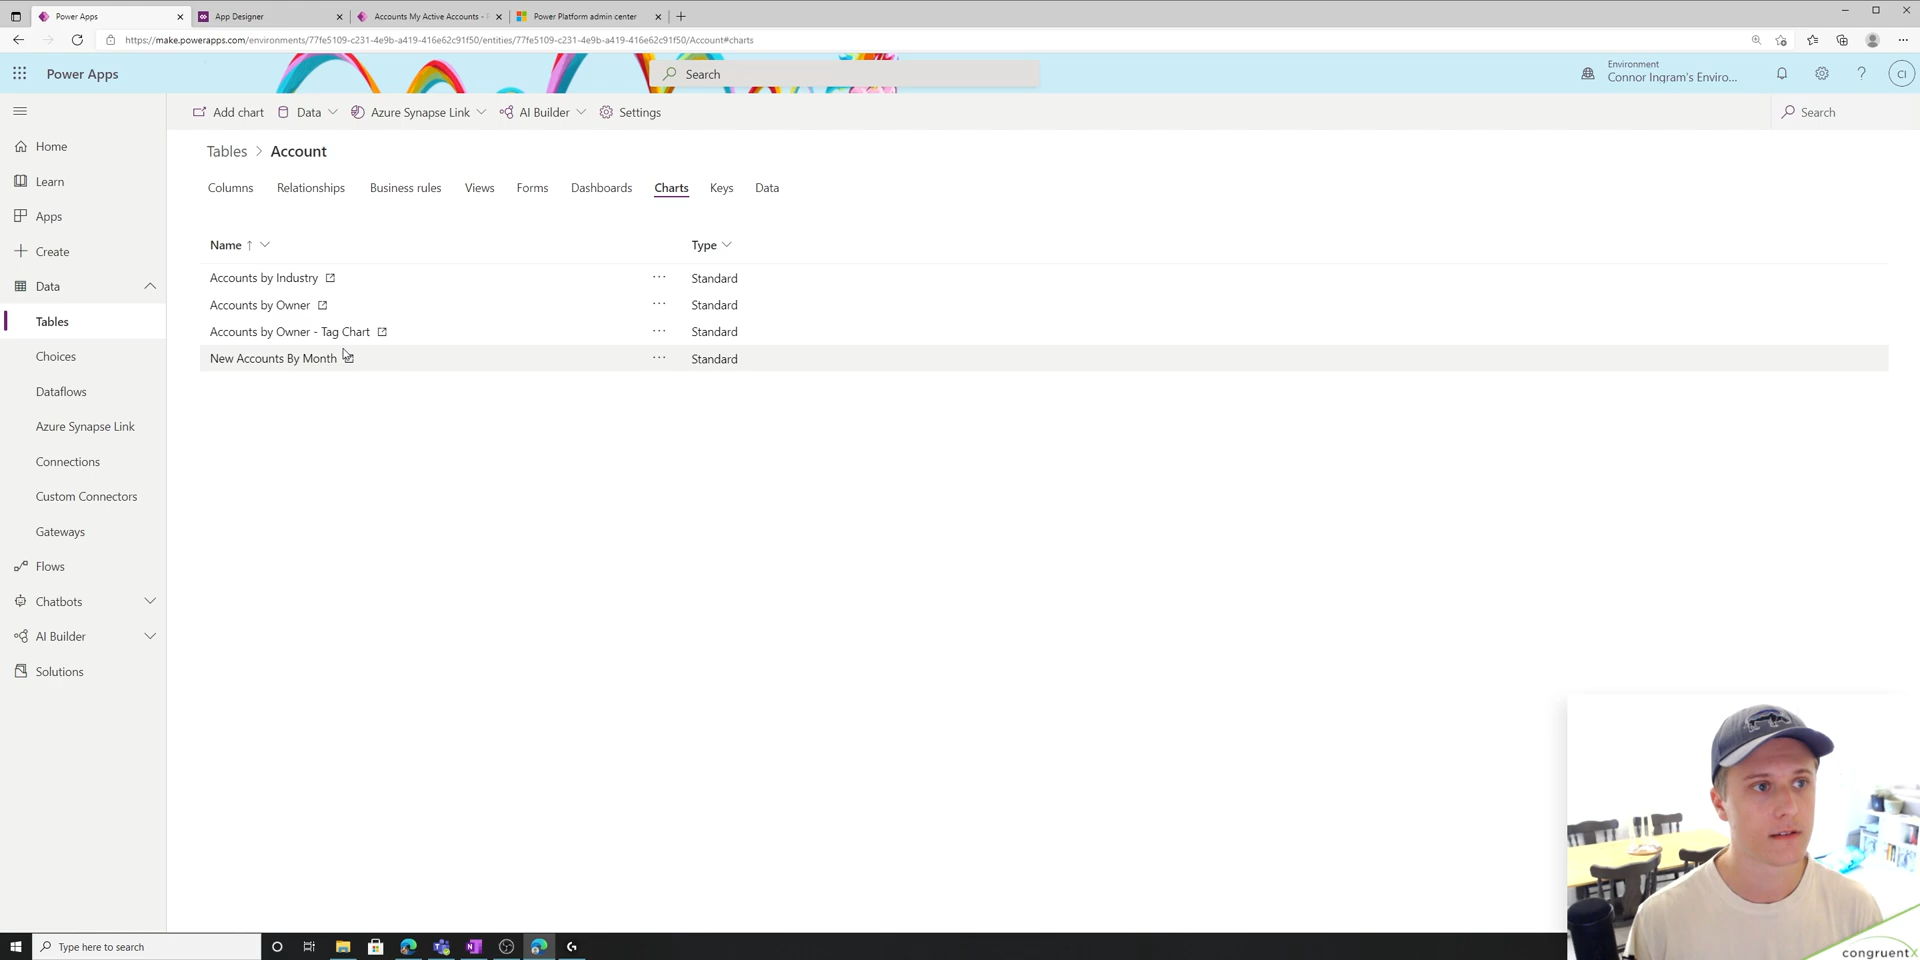 Power Apps
App Designer
Accounts My Active Accounts - P
Power Platform admin center
https://make.powerapps.com/environments/77fe5109-c231-4e9b-a419-416e62c91f50/entities/77fe5109-c231-4e9b-a419-416e62c91f50/Account#charts
Power Apps
Search
Environment
Connor Ingram's Enviro...
CI
Add chart
Data
Azure Synapse Link
AI Builder
Settings
Search
Home
Learn
Apps
Create
Data
Tables
Choices
Dataflows
Azure Synapse Link
Connections
Custom Connectors
Gateways
Flows
Chatbots
AI Builder
Solutions
Tables > Account
Columns Relationships Business rules Views Forms Dashboards Charts Keys Data
Name Type
Accounts by Industry Standard
Accounts by Owner Standard
Accounts by Owner - Tag Chart Standard
New Accounts By Month Standard
Type here to search
congruentX